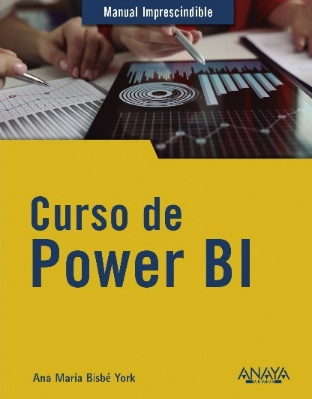 Manual Imprescindible
Curso de
Power BI
Ana María Bisbé York
ANAYA